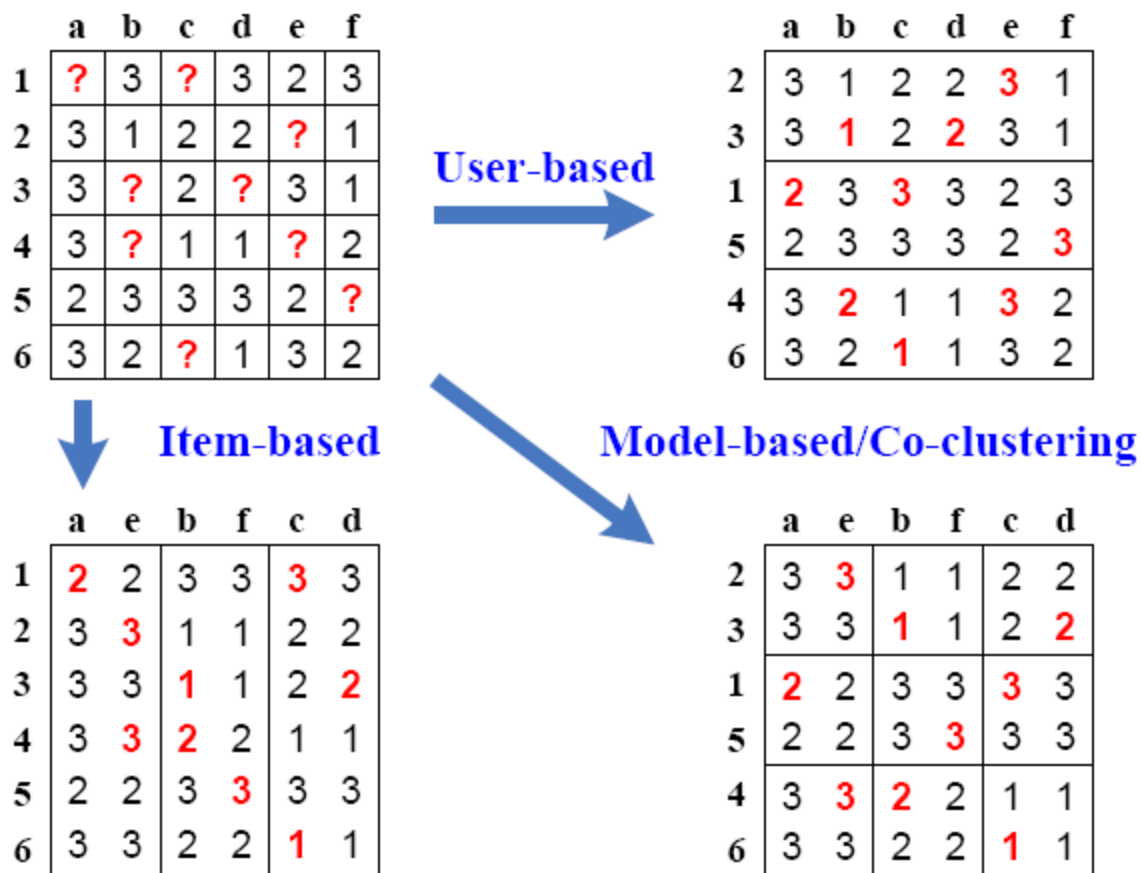 a b c d e f
1 ? 3 ? 3 2 3
2 3 1 2 2 ? 1
3 3 ? 2 ? 3 1
4 3 ? 1 1 ? 2
5 2 3 3 3 2 ?
6 3 2 ? 1 3 2
User-based
a b c d e f
2 3 1 2 2 3 1
3 3 1 2 2 3 1
1 2 3 3 3 2 3
5 2 3 3 3 2 3
4 3 2 1 1 3 2
6 3 2 1 1 3 2
Item-based
Model-based/Co-clustering
a e b f c d
1 2 2 3 3 3 3
2 3 3 1 1 2 2
3 3 3 1 1 2 2
4 3 3 2 2 1 1
5 2 2 3 3 3 3
6 3 3 2 2 1 1
a e b f c d
2 3 3 1 1 2 2
3 3 3 1 1 2 2
1 2 2 3 3 3 3
5 2 2 3 3 3 3
4 3 3 2 2 1 1
6 3 3 2 2 1 1